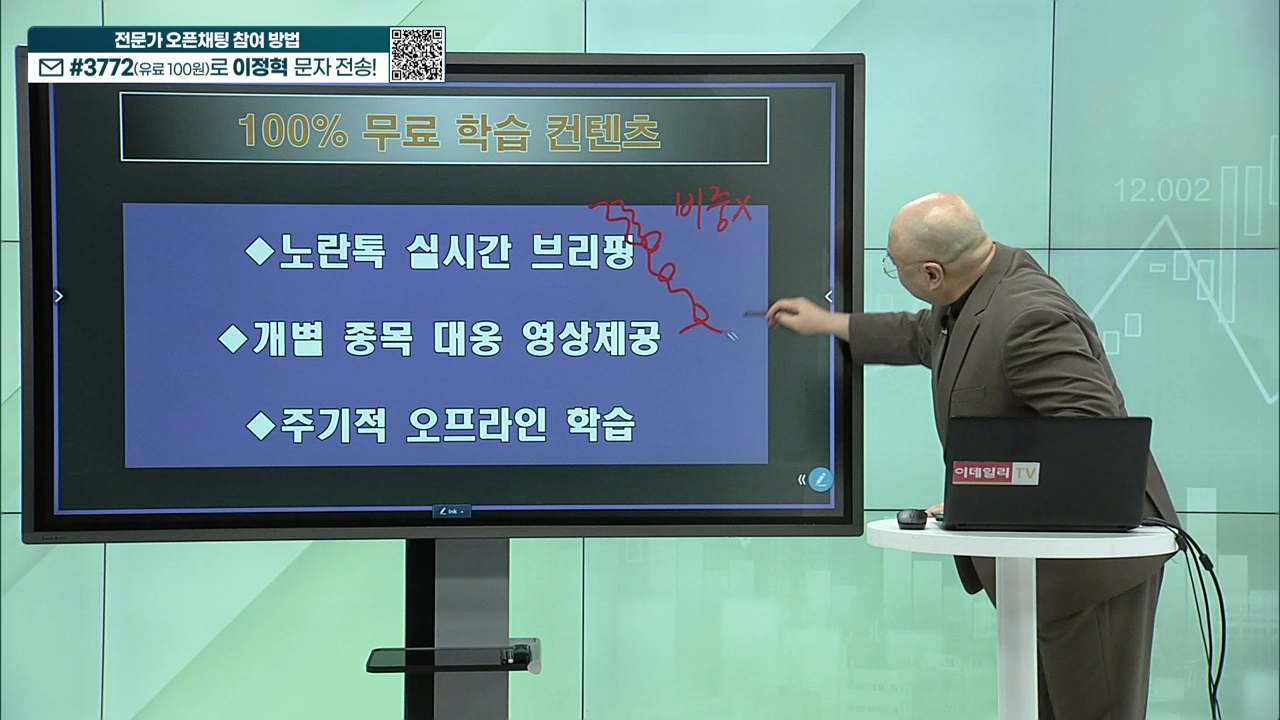 전문가 오픈채팅 참여 방법
#3772(유료 100원)로 이정혁 문자 전송!
100% 무료 학습 컨텐츠
비중x
◆노란톡 실시간 브리핑
◆개별 종목 대응 영상제공
◆주기적 오프라인 학습
Ink
12.002
이데일리 TV